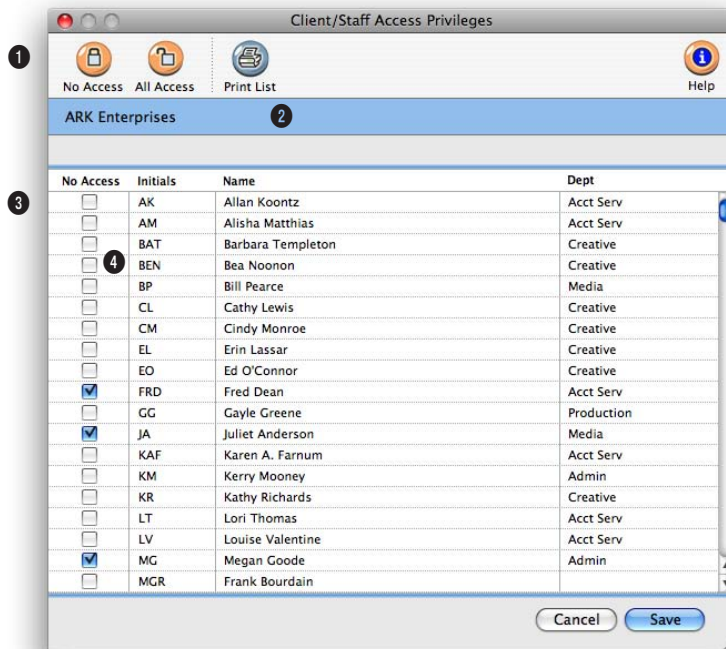 Client/Staff Access Privileges
1
No Access All Access Print List Help
ARK Enterprises 2
No Access Initials Name Dept
3 AK Allan Koontz Acct Serv
AM Alisha Matthias Acct Serv
BAT Barbara Templeton Creative
4 BEN Bea Noonon Creative
BP Bill Pearce Media
CL Cathy Lewis Creative
CM Cindy Monroe Creative
EL Erin Lassar Creative
EO Ed O'Connor Creative
FRD Fred Dean Acct Serv
GG Gayle Greene Production
JA Juliet Anderson Media
KAF Karen A. Farnum Acct Serv
KM Kerry Mooney Admin
KR Kathy Richards Creative
LT Lori Thomas Acct Serv
LV Louise Valentine Acct Serv
MG Megan Goode Admin
MGR Frank Bourdain
Cancel Save